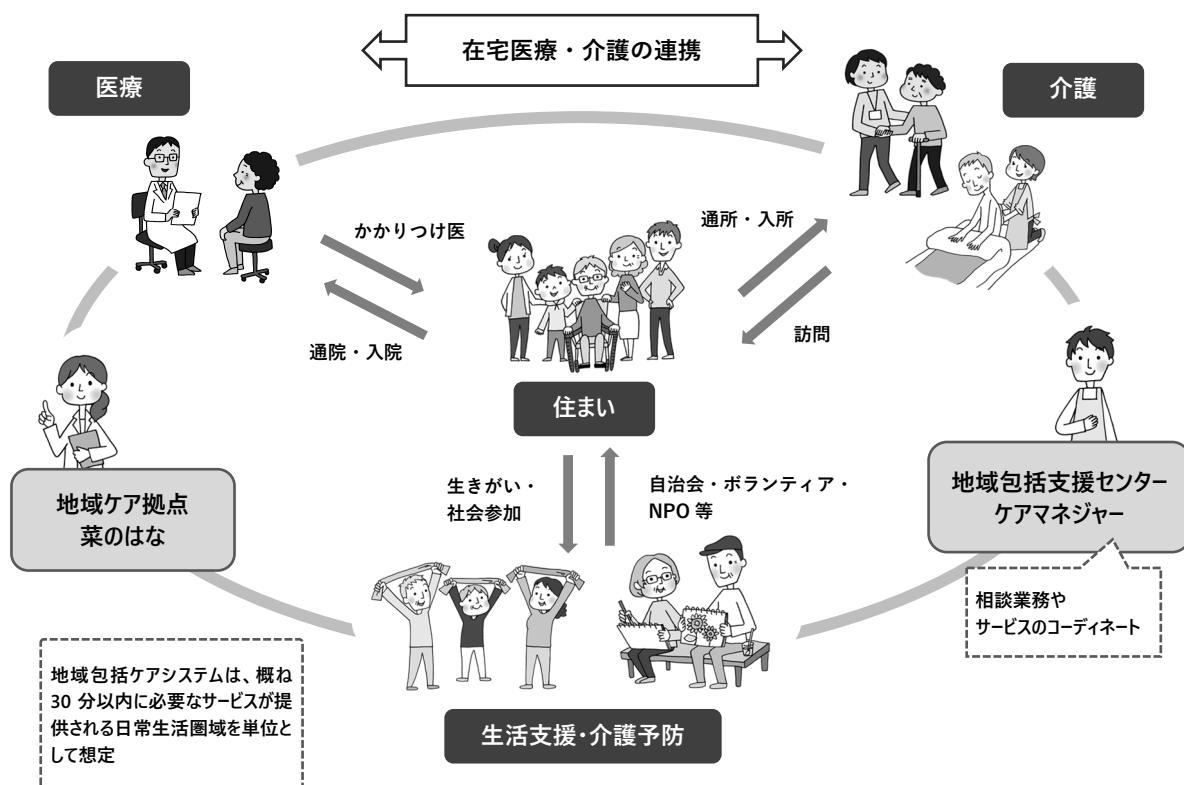 在宅医療・介護の連携
医療
介護
かかりつけ医
通院・入院
通所・入所
訪問
住まい
地域ケア拠点
菜のはな
地域包括支援センター
ケアマネジャー
生きがい・
社会参加
自治会・ボランティア・
NPO 等
相談業務や
サービスのコーディネート
地域包括ケアシステムは、概ね
30 分以内に必要なサービスが提
供される日常生活圏域を単位と
して想定
生活支援・介護予防